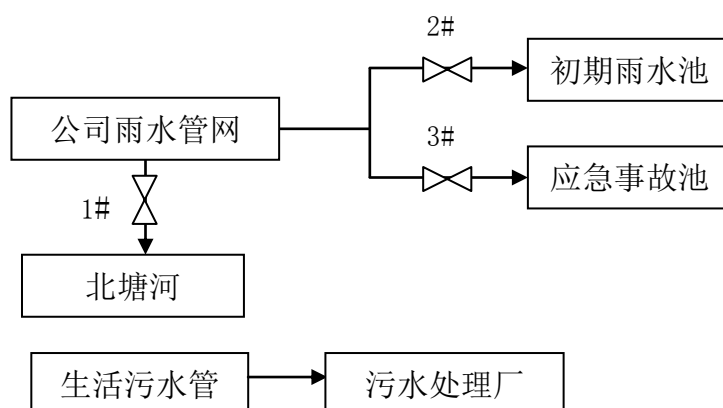 2#
初期雨水池
公司雨水管网
3#
应急事故池
1#
北塘河
生活污水管
污水处理厂